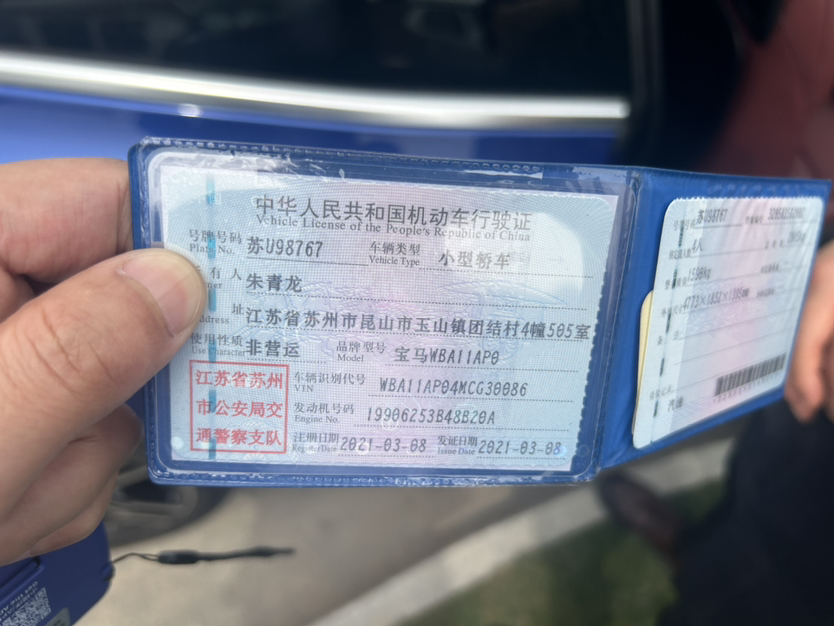 中华人民共和国机动车行驶证
Vehicle License of the People's Republic of China
号牌号码 苏U98767 车辆类型 小型轿车
Plate No. Vehicle Type
有人 朱青龙
址 江苏省苏州市昆山市玉山镇团结村4幢505室
使用性质 非营运 品牌型号 宝马WBA11AP0
Use Character Model
江苏省苏州
市公安局交
通警察支队
车辆识别代号 WBA11AP04MCG30086
VIN
发动机号码 19906253B48B20A
Engine No.
注册日期 2021-03-08 发证日期 2021-03-08
Register Date Issue Date
苏U98767
4人
汽油